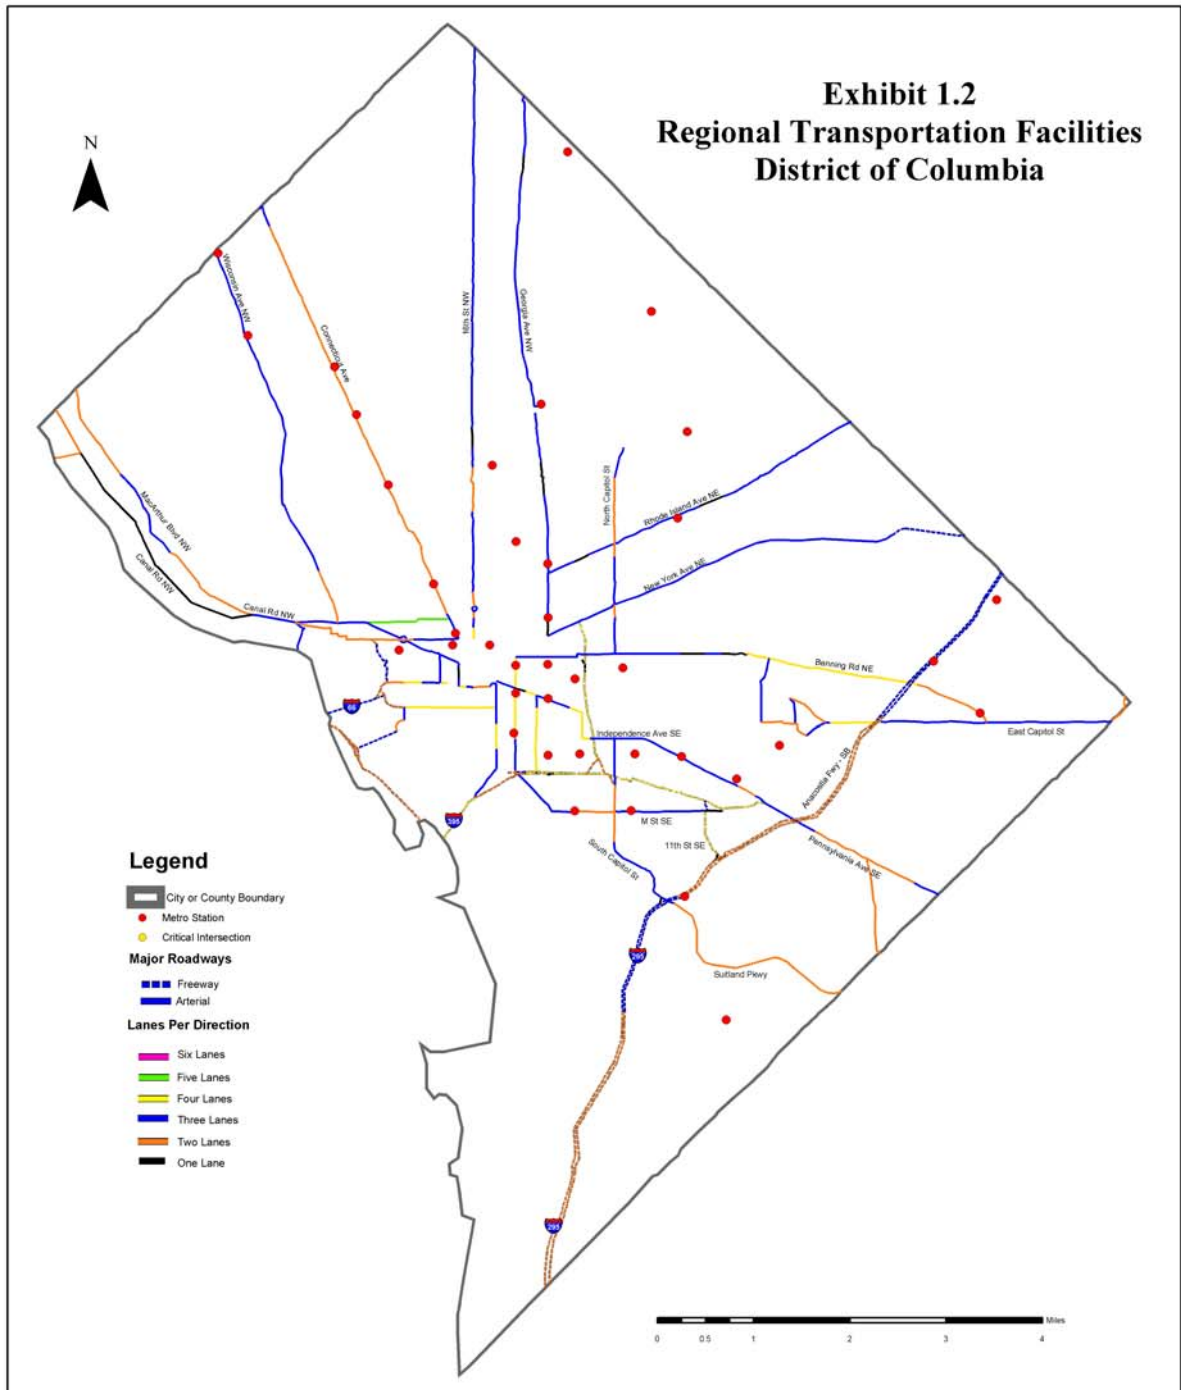 Exhibit 1.2
Regional Transportation Facilities
District of Columbia
N
Wisconsin Ave NW
Connecticut Ave
16th St NW
Georgia Ave NW
North Capitol St
Rhode Island Ave NE
New York Ave NE
MacArthur Blvd NW
Canal Rd NW
Canal Rd NW
Benning Rd NE
66
East Capitol St
Independence Ave SE
Anacostia Fwy - SB
395
M St SE
11th St SE
South Capitol St
Pennsylvania Ave SE
295
Suitland Pkwy
295
Legend
City or County Boundary
Metro Station
Critical Intersection
Major Roadways
Freeway
Arterial
Lanes Per Direction
Six Lanes
Five Lanes
Four Lanes
Three Lanes
Two Lanes
One Lane
Miles
0 0.5 1 2 3 4